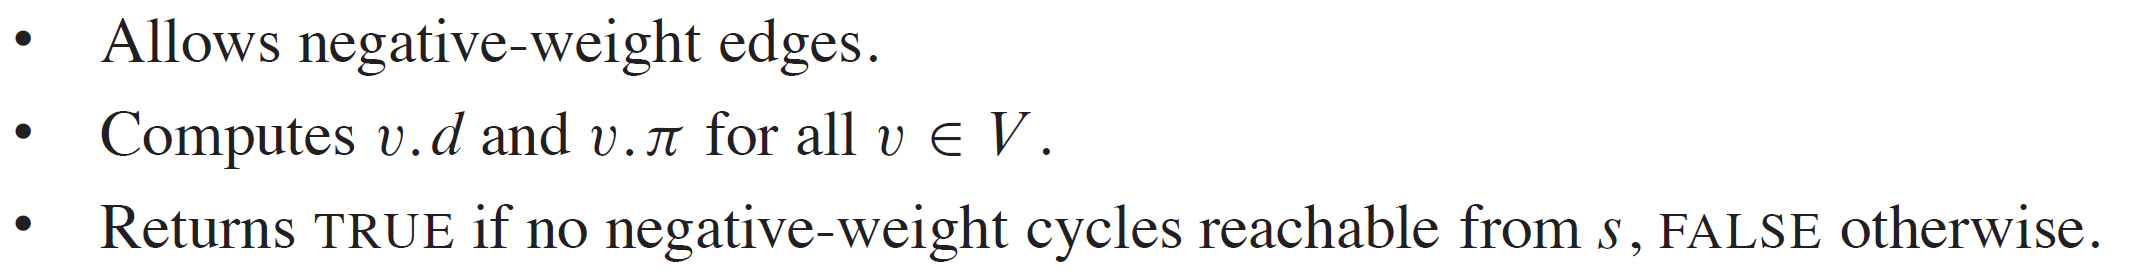 • Allows negative-weight edges.
• Computes v.d and v.π for all v ∈ V.
• Returns TRUE if no negative-weight cycles reachable from s, FALSE otherwise.